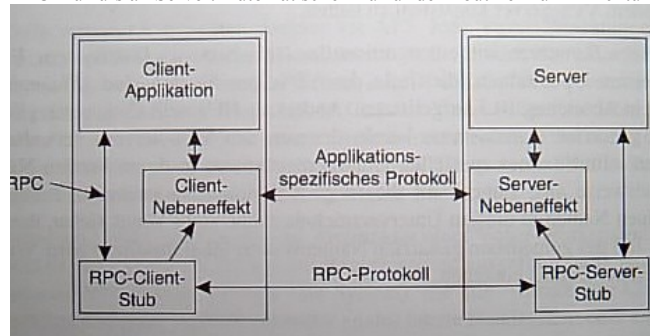 Client-
Applikation
Server
Applikations-
spezifisches Protokoll
RPC
Client-
Nebeneffekt
Server-
Nebeneffekt
RPC-Client-
Stub
RPC-Protokoll
RPC-Server-
Stub